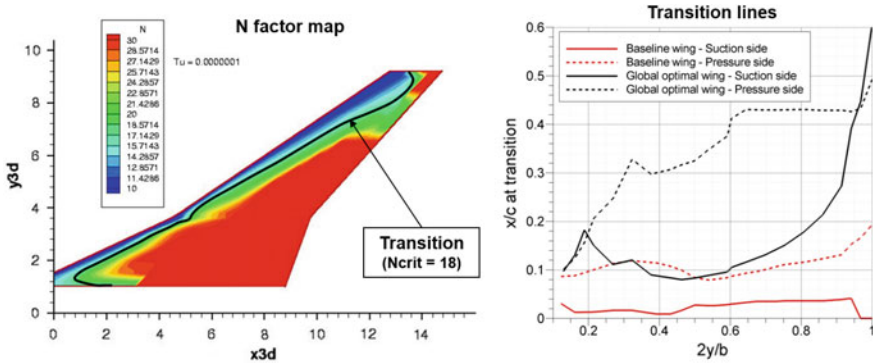 N factor map
N
30
28.5714
27.1429
25.7143
24.2857
22.8571
21.4286
20
18.5714
17.1429
15.7143
14.2857
12.8571
11.4286
10
Tu = 0.0000001
10
8
6
4
2
0
y3d
0 2 4 6 8 10 12 14
x3d
Transition
(Ncrit = 18)
Transition lines
Baseline wing - Suction side
Baseline wing - Pressure side
Global optimal wing - Suction side
Global optimal wing - Pressure side
0.6
0.5
0.4
0.3
0.2
0.1
0
x/c at transition
0.2 0.4 0.6 0.8 1
2y/b